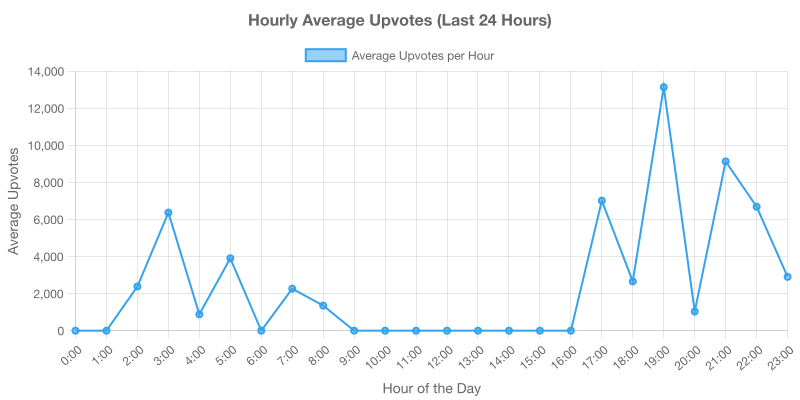 Hourly Average Upvotes (Last 24 Hours)
Average Upvotes per Hour
14,000
12,000
10,000
8,000
6,000
4,000
2,000
0
Average Upvotes
0:00 1:00 2:00 3:00 4:00 5:00 6:00 7:00 8:00 9:00 10:00 11:00 12:00 13:00 14:00 15:00 16:00 17:00 18:00 19:00 20:00 21:00 22:00 23:00
Hour of the Day